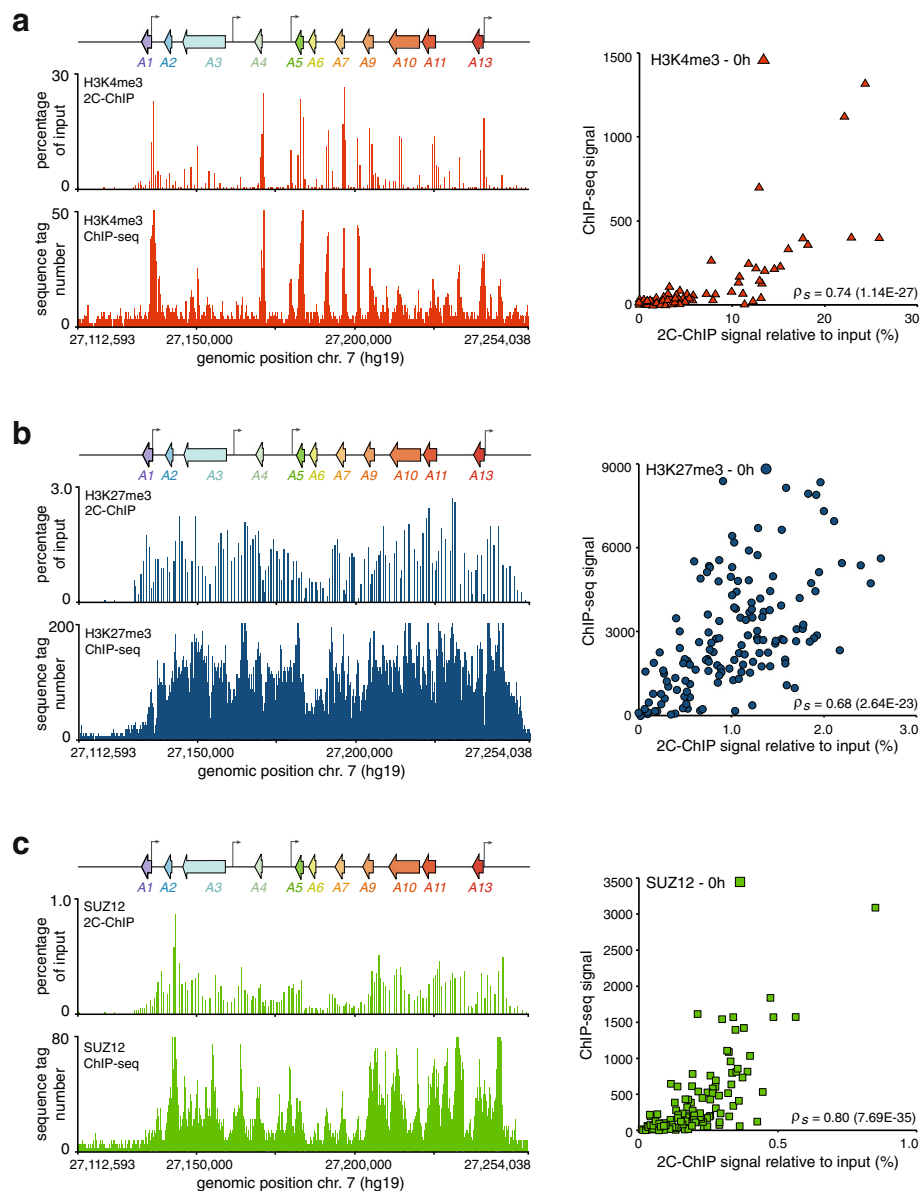 a
A1 A2 A3 A4 A5 A6 A7 A9 A10 A11 A13
30
H3K4me3
2C-ChIP
percentage
of input
0
50
H3K4me3
ChIP-seq
sequence tag
number
0
27,112,593 27,150,000 27,200,000 27,254,038
genomic position chr. 7 (hg19)
1500
H3K4me3 - 0h
1000
ChIP-seq signal
500
ρs = 0.74 (1.14E-27)
0
0 10 20 30
2C-ChIP signal relative to input (%)
b
A1 A2 A3 A4 A5 A6 A7 A9 A10 A11 A13
3.0
H3K27me3
2C-ChIP
percentage
of input
0
200
H3K27me3
ChIP-seq
sequence tag
number
0
27,112,593 27,150,000 27,200,000 27,254,038
genomic position chr. 7 (hg19)
9000
H3K27me3 - 0h
6000
ChIP-seq signal
3000
ρs = 0.68 (2.64E-23)
0
0 1.0 2.0 3.0
2C-ChIP signal relative to input (%)
c
A1 A2 A3 A4 A5 A6 A7 A9 A10 A11 A13
1.0
SUZ12
2C-ChIP
percentage
of input
0
80
SUZ12
ChIP-seq
sequence tag
number
0
27,112,593 27,150,000 27,200,000 27,254,038
genomic position chr. 7 (hg19)
3500
SUZ12 - 0h
3000
2500
2000
ChIP-seq signal
1500
1000
500
ρs = 0.80 (7.69E-35)
0
0 0.5 1.0
2C-ChIP signal relative to input (%)